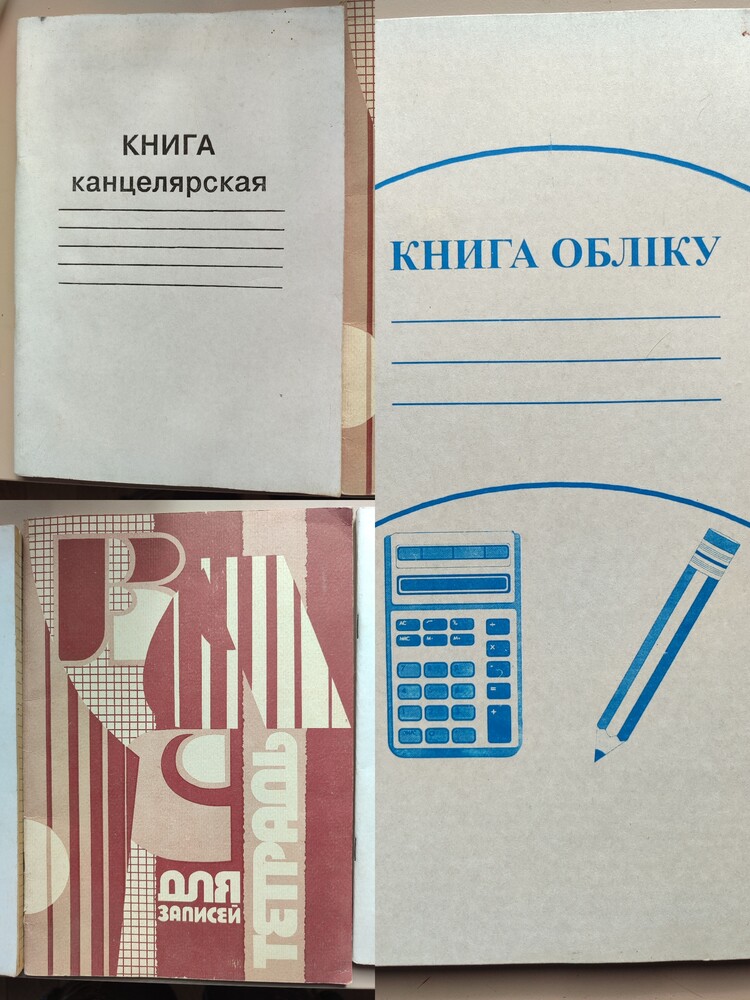 КНИГА
канцелярская
КНИГА ОБЛІКУ
ТЕТРАДЬ
ДЛЯ
ЗАПИСЕЙ